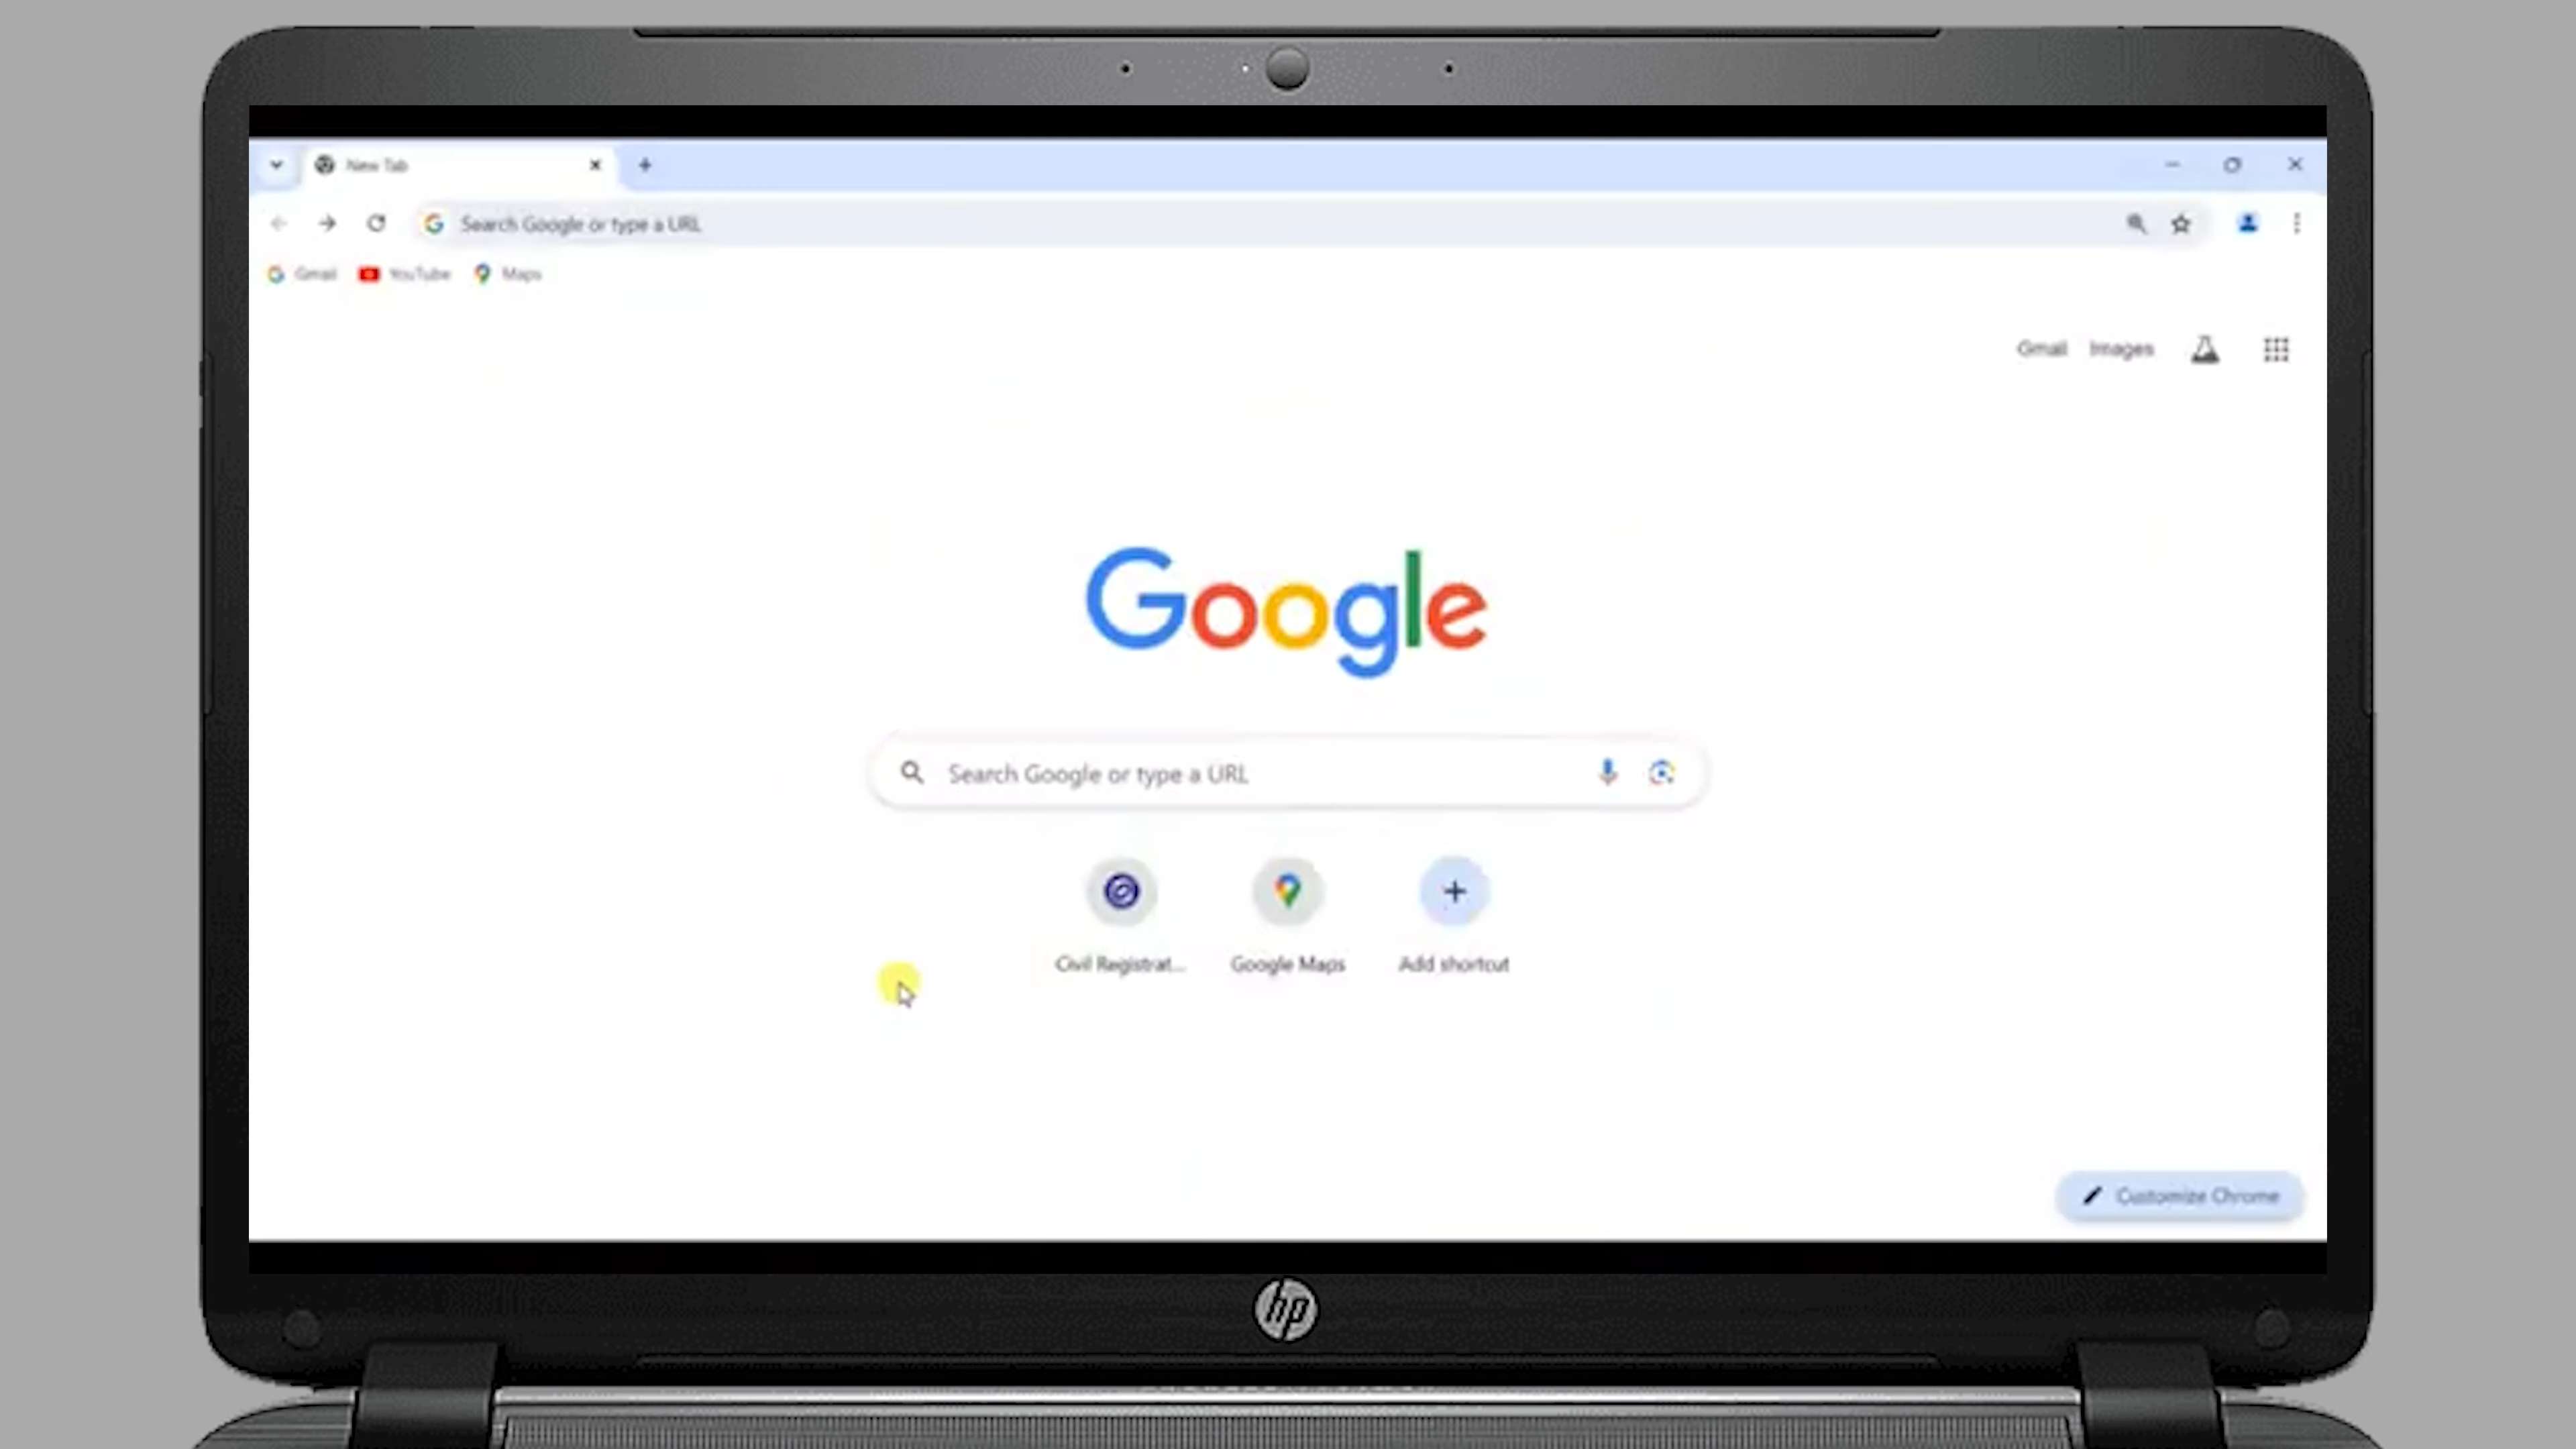 New Tab
Search Google or type a URL
Gmail YouTube Maps
Gmail Images
Google
Search Google or type a URL
Civil Registrat... Google Maps Add shortcut
Customize Chrome
hp